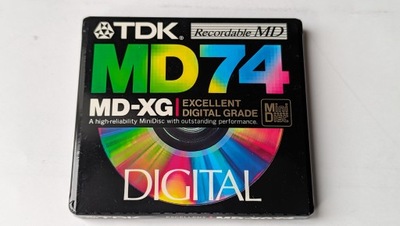 TDK
Recordable MD
MD74
MD-XG
EXCELLENT
DIGITAL GRADE
A high-reliability MiniDisc with outstanding performance.
DIGITAL